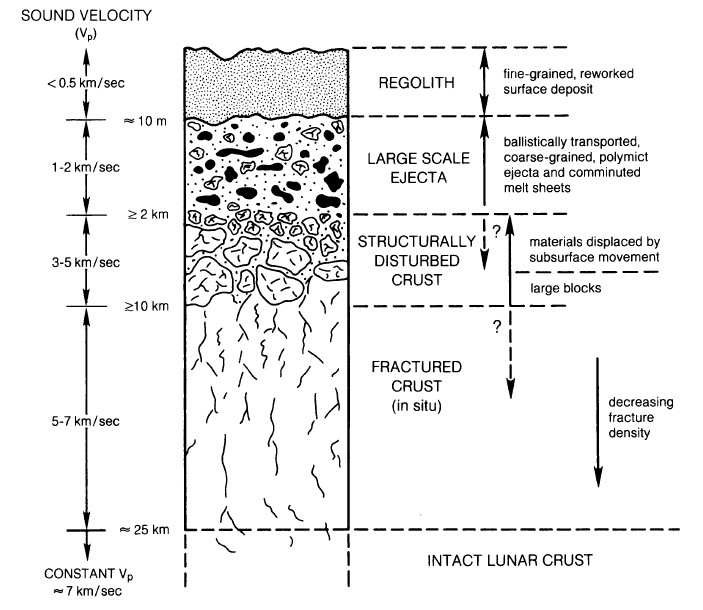 SOUND VELOCITY
(Vp)
< 0.5 km/sec
≈ 10 m
1-2 km/sec
≥ 2 km
3-5 km/sec
≥10 km
5-7 km/sec
≈ 25 km
CONSTANT Vp
≈ 7 km/sec
REGOLITH
fine-grained, reworked
surface deposit
LARGE SCALE
EJECTA
ballistically transported,
coarse-grained, polymict
ejecta and comminuted
melt sheets
STRUCTURALLY
DISTURBED
CRUST
?
materials displaced by
subsurface movement
large blocks
?
FRACTURED
CRUST
(in situ)
decreasing
fracture
density
INTACT LUNAR CRUST